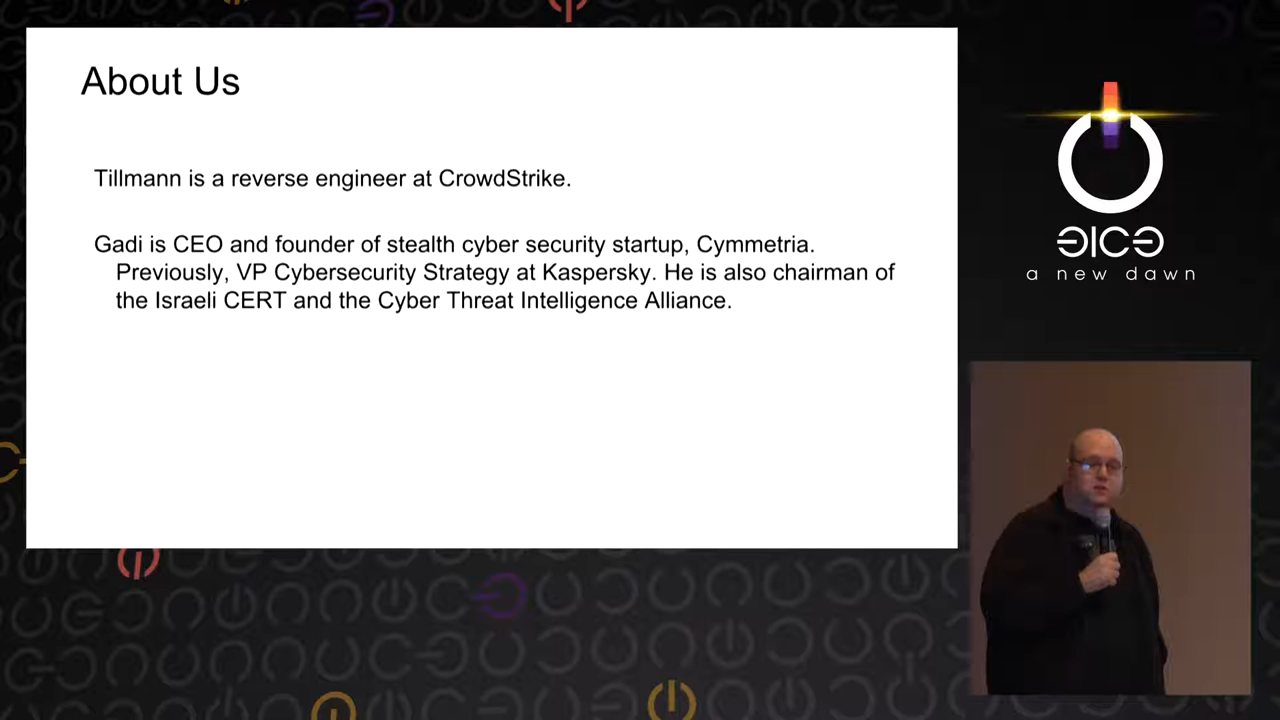 About Us
Tillmann is a reverse engineer at CrowdStrike.
Gadi is CEO and founder of stealth cyber security startup, Cymmetria.
Previously, VP Cybersecurity Strategy at Kaspersky. He is also chairman of
the Israeli CERT and the Cyber Threat Intelligence Alliance.
a new dawn